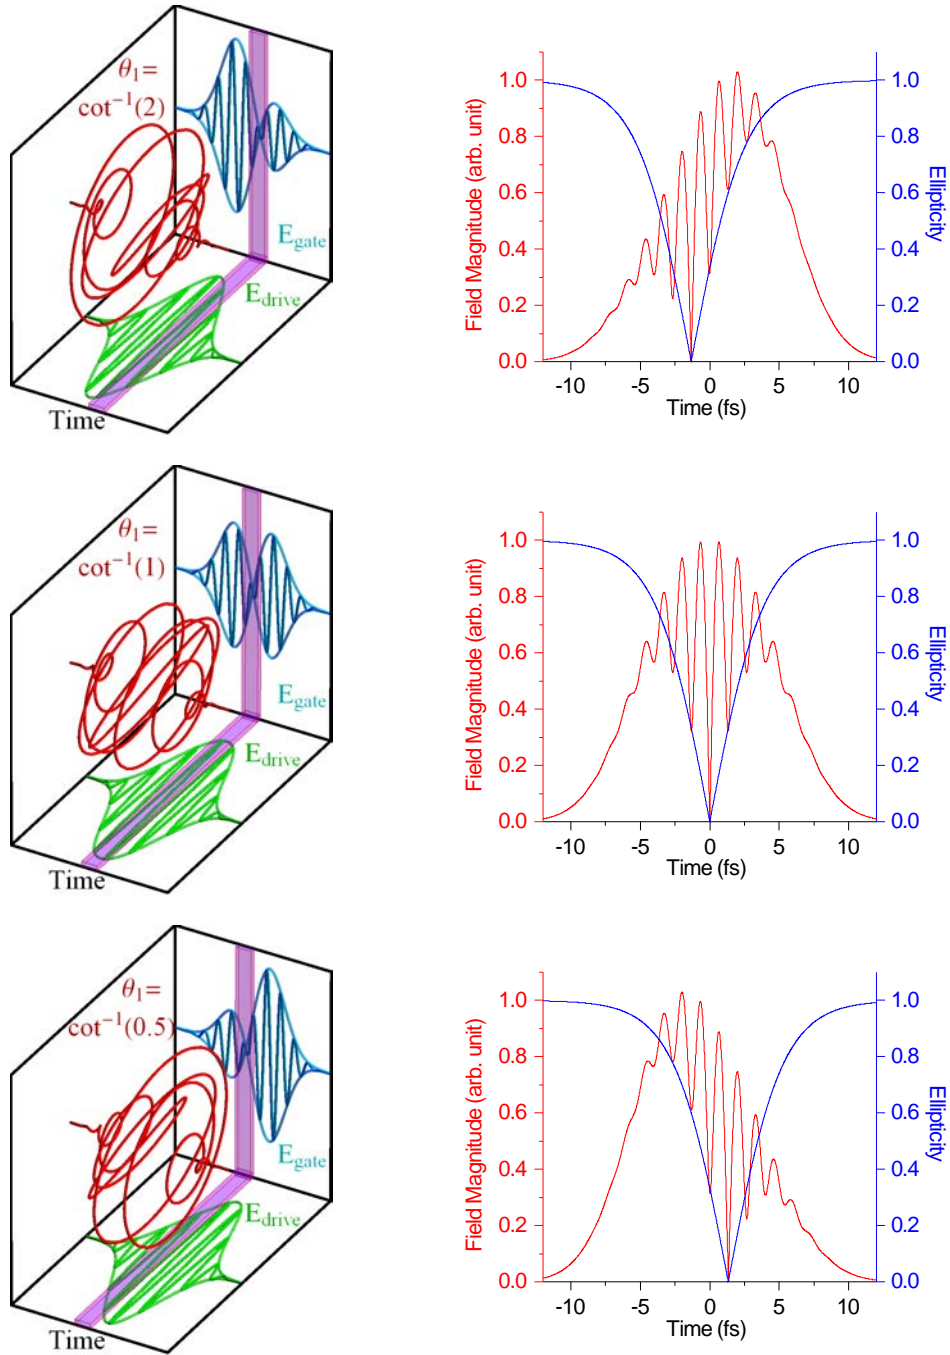 θ₁=
cot⁻¹(2)
E_gate
E_drive
Time
Field Magnitude (arb. unit)
1.0
0.8
0.6
0.4
0.2
0.0
-10 -5 0 5 10
Time (fs)
1.0
0.8
0.6
0.4
0.2
0.0
Ellipticity
θ₁=
cot⁻¹(1)
E_gate
E_drive
Time
Field Magnitude (arb. unit)
1.0
0.8
0.6
0.4
0.2
0.0
-10 -5 0 5 10
Time (fs)
1.0
0.8
0.6
0.4
0.2
0.0
Ellipticity
θ₁=
cot⁻¹(0.5)
E_gate
E_drive
Time
Field Magnitude (arb. unit)
1.0
0.8
0.6
0.4
0.2
0.0
-10 -5 0 5 10
Time (fs)
1.0
0.8
0.6
0.4
0.2
0.0
Ellipticity